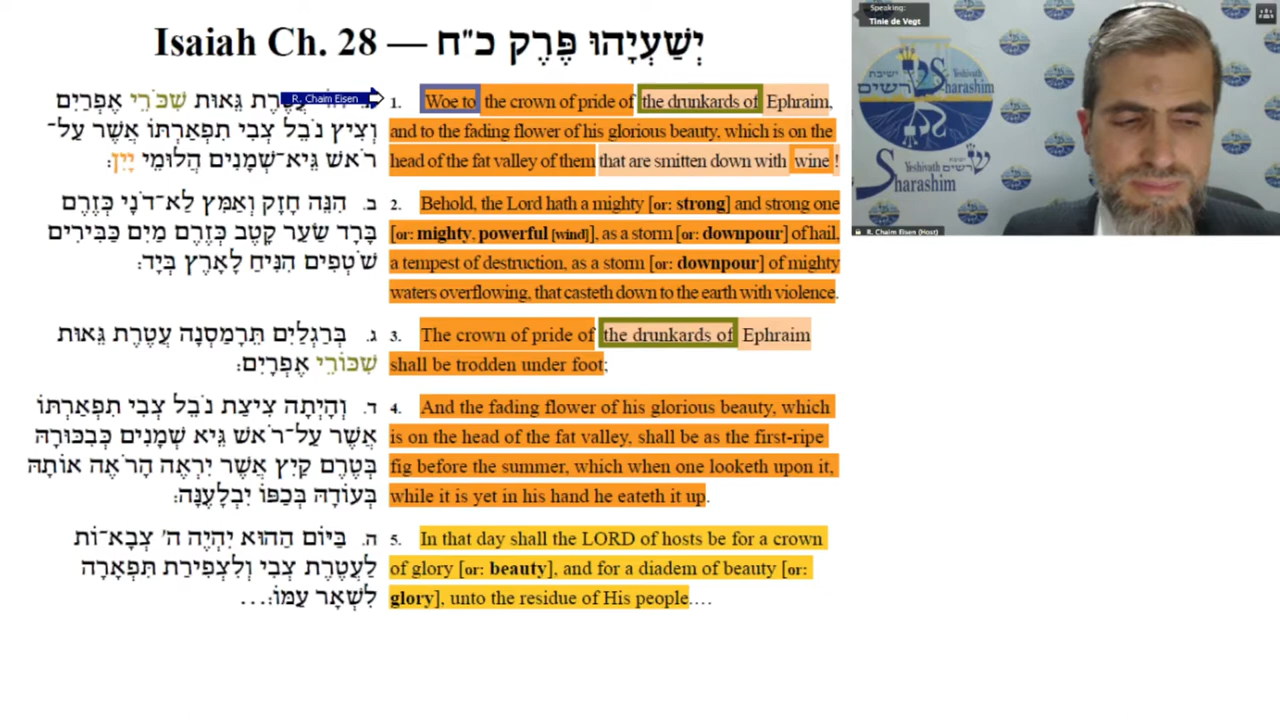 Isaiah Ch. 28 — יְשַׁעְיָהוּ פֶּרֶק כ"ח
R. Chaim Eisen
גֵּאוּת שִׁכֹּרֵי אֶפְרַיִם
וְצִיץ נֹבֵל צְבִי תִפְאַרְתּוֹ אֲשֶׁר עַל־
רֹאשׁ גֵּיא־שְׁמָנִים הֲלוּמֵי יָיִן:
ב. הִנֵּה חָזָק וְאַמִּץ לַא־דֹנָי כְּזֶרֶם
בָּרָד שַׂעַר קָטֶב כְּזֶרֶם מַיִם כַּבִּירִים
שֹׁטְפִים הִנִּיחַ לָאָרֶץ בְּיָד:
ג. בְּרַגְלַיִם תֵּרָמַסְנָה עֲטֶרֶת גֵּאוּת
שִׁכּוֹרֵי אֶפְרָיִם:
ד. וְהָיְתָה צִיצַת נֹבֵל צְבִי תִפְאַרְתּוֹ
אֲשֶׁר עַל־רֹאשׁ גֵּיא שְׁמָנִים כְּבִכּוּרָהּ
בְּטֶרֶם קַיִץ אֲשֶׁר יִרְאֶה הָרֹאֶה אוֹתָהּ
בְּעוֹדָהּ בְּכַפּוֹ יִבְלָעֶנָּה:
ה. בַּיּוֹם הַהוּא יִהְיֶה ה' צְבָא־וֹת
לַעֲטֶרֶת צְבִי וְלִצְפִירַת תִּפְאָרָה
לִשְׁאָר עַמּוֹ:…
1. Woe to the crown of pride of the drunkards of Ephraim,
and to the fading flower of his glorious beauty, which is on the
head of the fat valley of them that are smitten down with wine!
2. Behold, the Lord hath a mighty [or: strong] and strong one
[or: mighty, powerful [wind]], as a storm [or: downpour] of hail,
a tempest of destruction, as a storm [or: downpour] of mighty
waters overflowing, that casteth down to the earth with violence.
3. The crown of pride of the drunkards of Ephraim
shall be trodden under foot;
4. And the fading flower of his glorious beauty, which
is on the head of the fat valley, shall be as the first-ripe
fig before the summer, which when one looketh upon it,
while it is yet in his hand he eateth it up.
5. In that day shall the LORD of hosts be for a crown
of glory [or: beauty], and for a diadem of beauty [or:
glory], unto the residue of His people….
Speaking:
Tinie de Vegt
ישיבת
שרשים
Sharashim
Yeshivath
Sharashim
R. Chaim Eisen (Host)